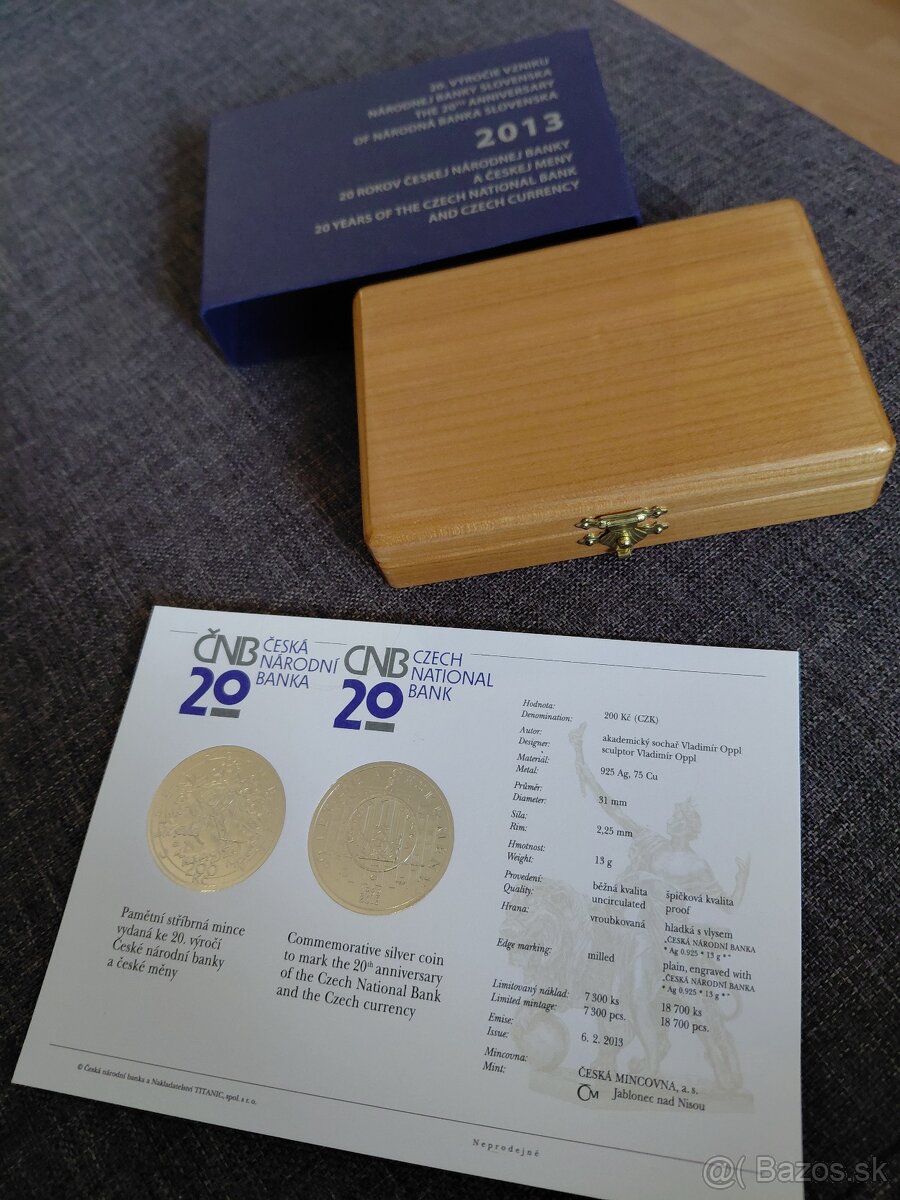 20. VÝROČIE VZNIKU
NÁRODNEJ BANKY SLOVENSKA
THE 20TH ANNIVERSARY
OF NÁRODNÁ BANKA SLOVENSKA
2013
20 ROKOV ČESKEJ NÁRODNEJ BANKY
A ČESKEJ MENY
20 YEARS OF THE CZECH NATIONAL BANK
AND CZECH CURRENCY
ČNB 20
ČESKÁ
NÁRODNÍ
BANKA
CNB 20
CZECH
NATIONAL
BANK
Pamětní stříbrná mince
vydaná ke 20. výročí
České národní banky
a české měny
Commemorative silver coin
to mark the 20th anniversary
of the Czech National Bank
and the Czech currency
Hodnota:
Denomination: 200 Kč (CZK)
Autor: akademický sochař Vladimír Oppl
Designer: sculptor Vladimír Oppl
Materiál:
Metal: 925 Ag, 75 Cu
Průměr:
Diameter: 31 mm
Síla:
Rim: 2,25 mm
Hmotnost:
Weight: 13 g
Provedení: běžná kvalita špičková kvalita
Quality: uncirculated proof
Hrana: vroubkovaná hladká s vlysem
„ČESKÁ NÁRODNÍ BANKA
* Ag 0.925 * 13 g *“
Edge marking: milled plain, engraved with
„ČESKÁ NÁRODNÍ BANKA
* Ag 0.925 * 13 g *“
Limitovaný náklad: 7 300 ks 18 700 ks
Limited mintage: 7 300 pcs. 18 700 pcs.
Emise:
Issue: 6. 2. 2013
Mincovna: ČESKÁ MINCOVNA, a. s.
Mint: ČM Jablonec nad Nisou
© Česká národní banka a Nakladatelství TITANIC, spol. s r. o.
Neprodejné
@( Bazos.sk